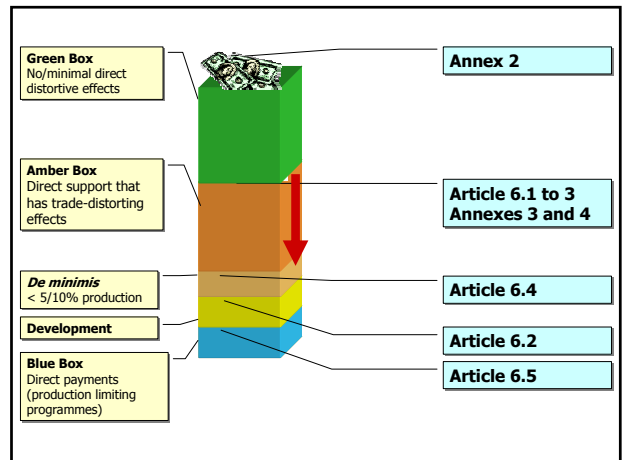 Green Box
No/minimal direct
distortive effects
Annex 2
Amber Box
Direct support that
has trade-distorting
effects
Article 6.1 to 3
Annexes 3 and 4
De minimis
< 5/10% production
Article 6.4
Development
Article 6.2
Blue Box
Direct payments
(production limiting
programmes)
Article 6.5